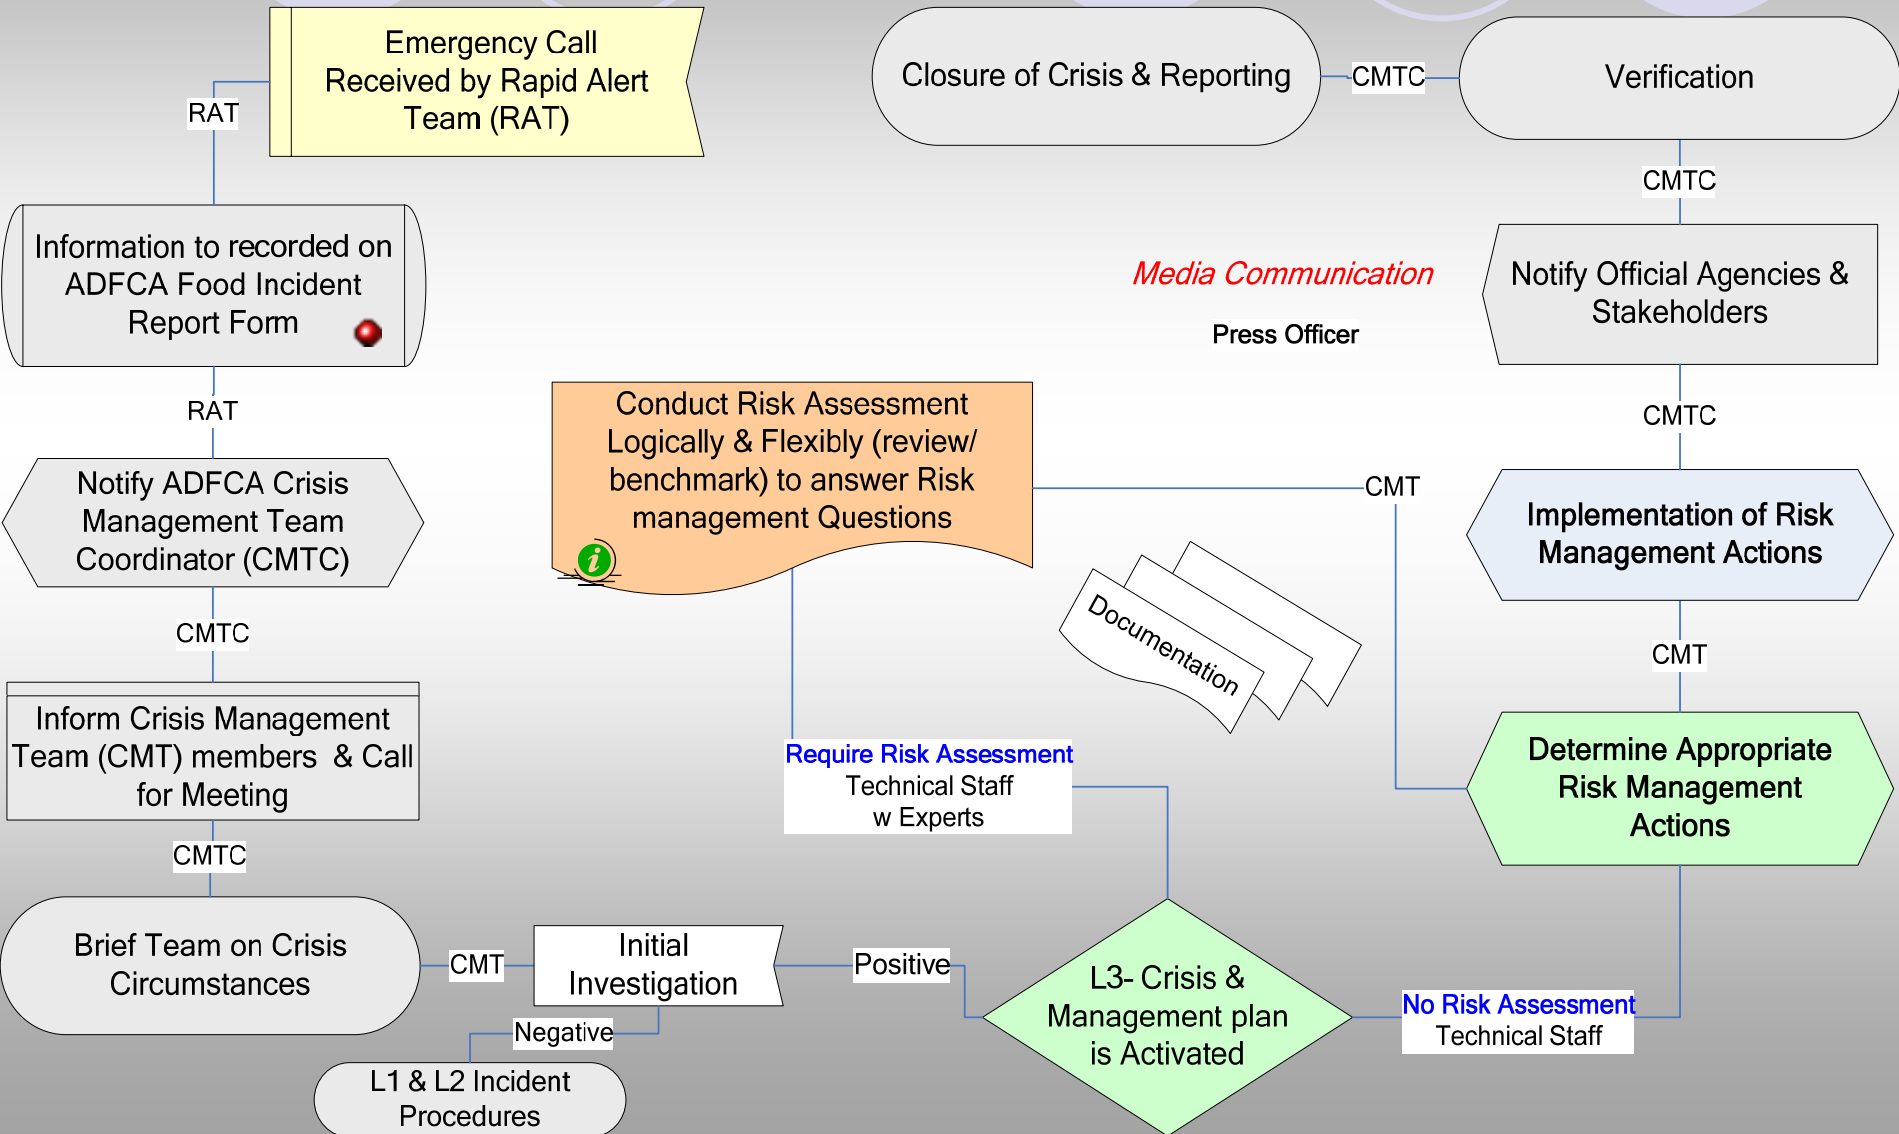 Emergency Call
Received by Rapid Alert
Team (RAT)
RAT
Information to recorded on
ADFCA Food Incident
Report Form
RAT
Notify ADFCA Crisis
Management Team
Coordinator (CMTC)
CMTC
Inform Crisis Management
Team (CMT) members & Call
for Meeting
CMTC
Brief Team on Crisis
Circumstances
CMT
Initial
Investigation
Negative
L1 & L2 Incident
Procedures
Positive
L3- Crisis &
Management plan
is Activated
Require Risk Assessment
Technical Staff
w Experts
Conduct Risk Assessment
Logically & Flexibly (review/
benchmark) to answer Risk
management Questions
i
CMT
No Risk Assessment
Technical Staff
Determine Appropriate
Risk Management
Actions
CMT
Implementation of Risk
Management Actions
CMTC
Notify Official Agencies &
Stakeholders
CMTC
Verification
CMTC
Closure of Crisis & Reporting
Media Communication
Press Officer
Documentation